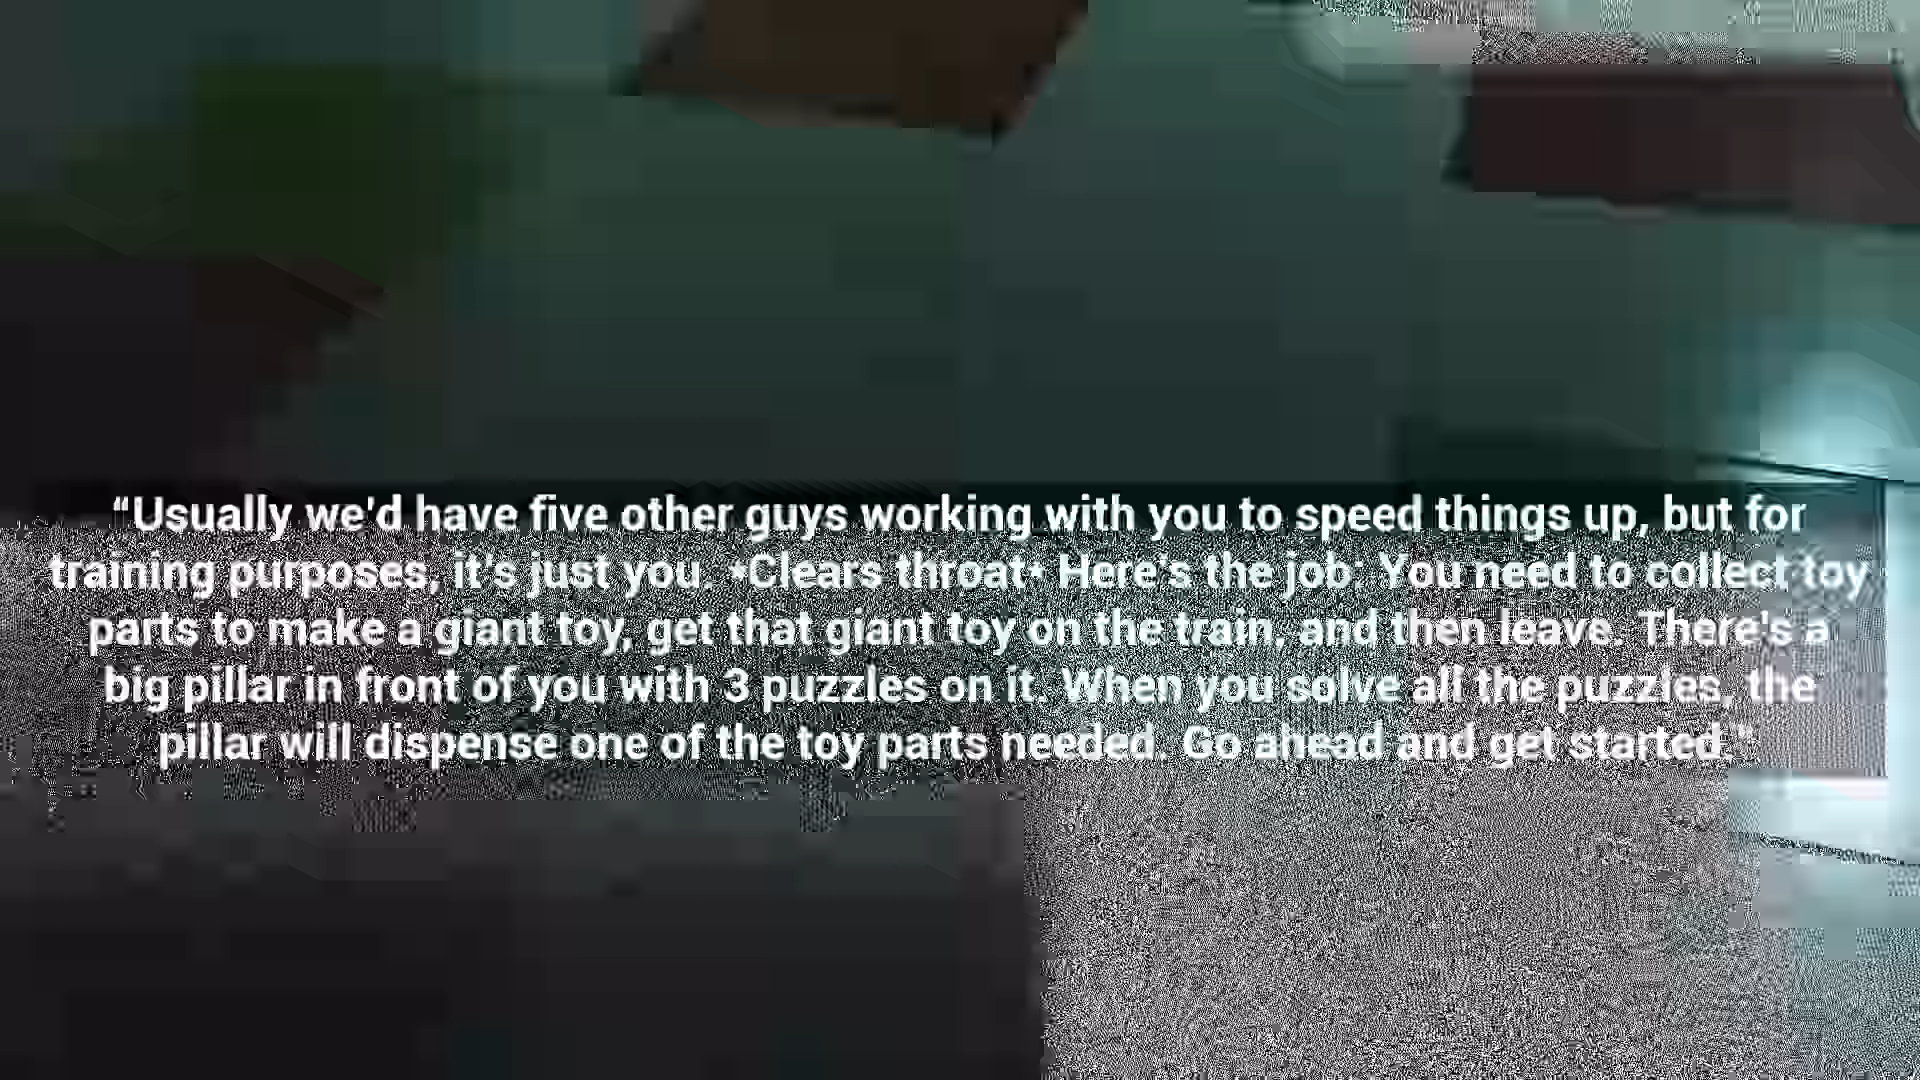 “Usually we'd have five other guys working with you to speed things up, but for
training purposes, it's just you. *Clears throat* Here's the job: You need to collect toy
parts to make a giant toy, get that giant toy on the train, and then leave. There's a
big pillar in front of you with 3 puzzles on it. When you solve all the puzzles, the
pillar will dispense one of the toy parts needed. Go ahead and get started."